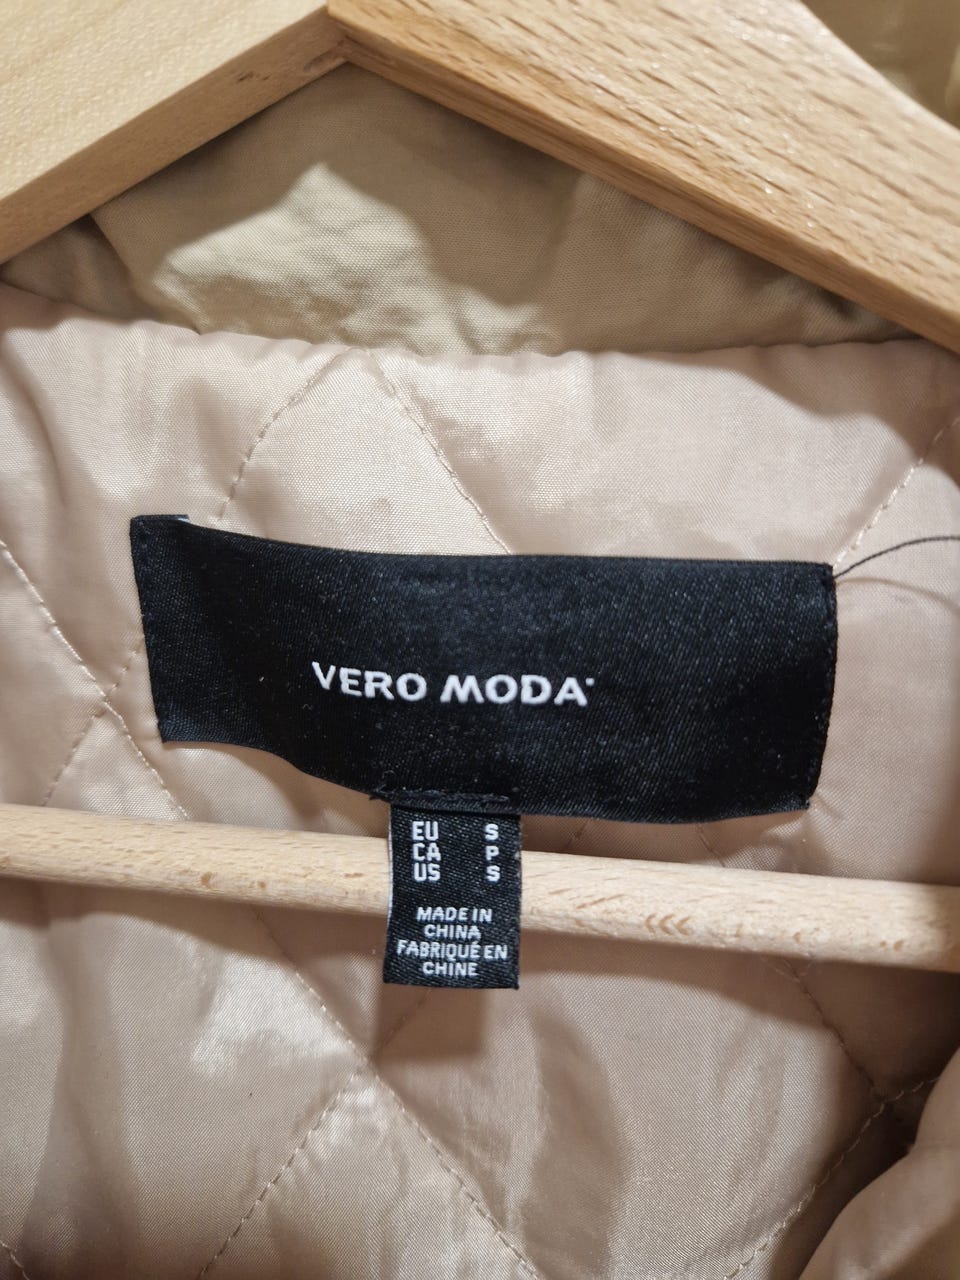 VERO MODA
EU S
CA P
US S
MADE IN
CHINA
FABRIQUÉ EN
CHINE